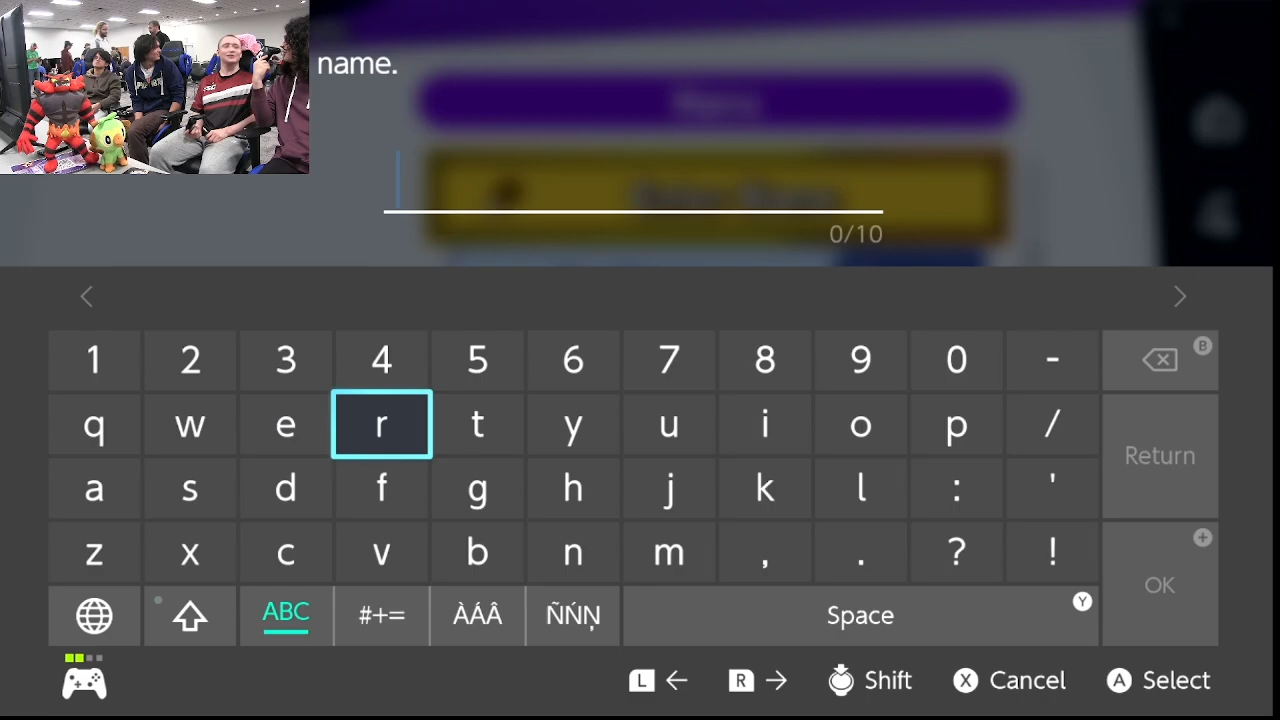 name.
0/10
1 2 3 4 5 6 7 8 9 0 - B
q w e r t y u i o p / Return
a s d f g h j k l : '
z x c v b n m , . ? ! + OK
ABC #+= ÀÁÂ ÑŃŅ Space Y
L ← R → Shift X Cancel A Select